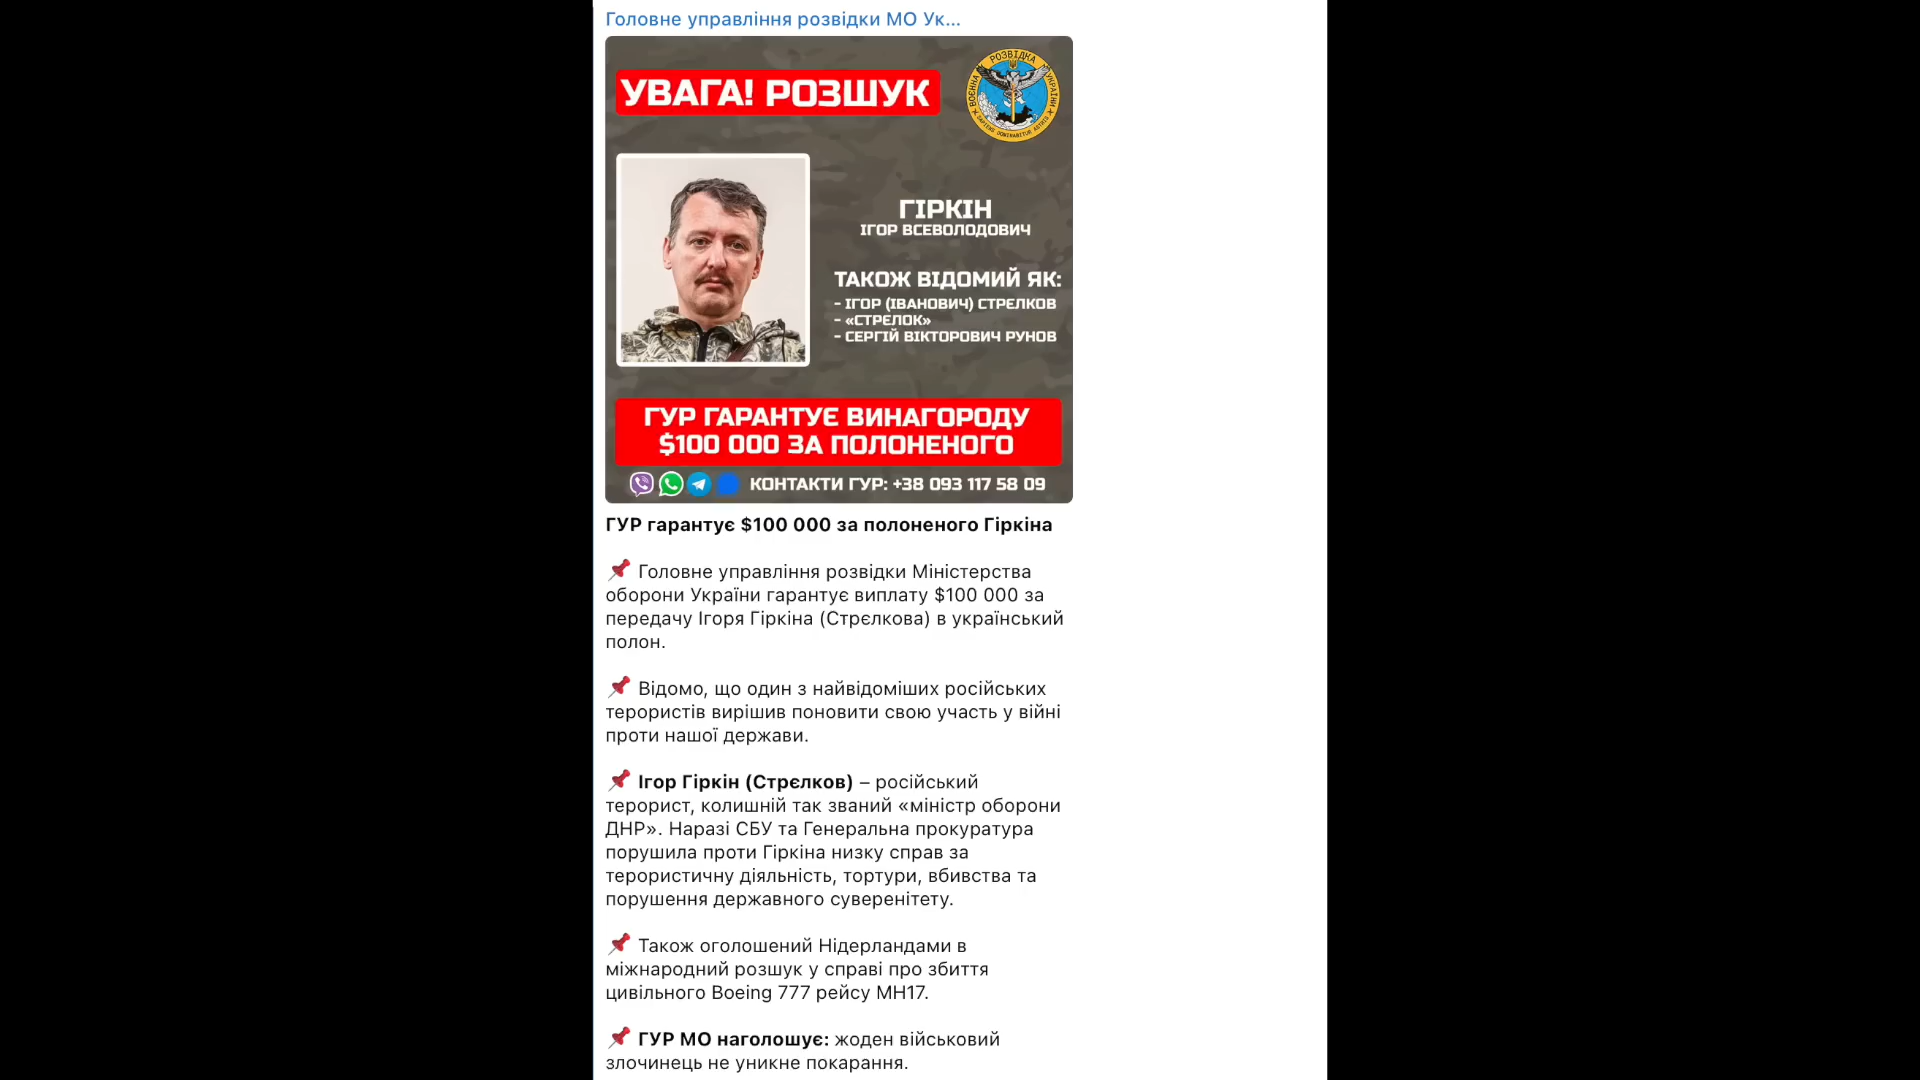 Головне управління розвідки МО Ук...
УВАГА! РОЗШУК
ВОЄННА РОЗВІДКА УКРАЇНИ
SAPIENS DOMINABITUR ASTRIS
ГІРКІН
ІГОР ВСЕВОЛОДОВИЧ
ТАКОЖ ВІДОМИЙ ЯК:
- ІГОР (ІВАНОВИЧ) СТРЕЛКОВ
- «СТРЕЛОК»
- СЕРГІЙ ВІКТОРОВИЧ РУНОВ
ГУР ГАРАНТУЄ ВИНАГОРОДУ
$100 000 ЗА ПОЛОНЕНОГО
КОНТАКТИ ГУР: +38 093 117 58 09
ГУР гарантує $100 000 за полоненого Гіркіна
📌 Головне управління розвідки Міністерства
оборони України гарантує виплату $100 000 за
передачу Ігоря Гіркіна (Стрєлкова) в український
полон.
📌 Відомо, що один з найвідоміших російських
терористів вирішив поновити свою участь у війні
проти нашої держави.
📌 Ігор Гіркін (Стрєлков) – російський
терорист, колишній так званий «міністр оборони
ДНР». Наразі СБУ та Генеральна прокуратура
порушила проти Гіркіна низку справ за
терористичну діяльність, тортури, вбивства та
порушення державного суверенітету.
📌 Також оголошений Нідерландами в
міжнародний розшук у справі про збиття
цивільного Boeing 777 рейсу MH17.
📌 ГУР МО наголошує: жоден військовий
злочинець не уникне покарання.